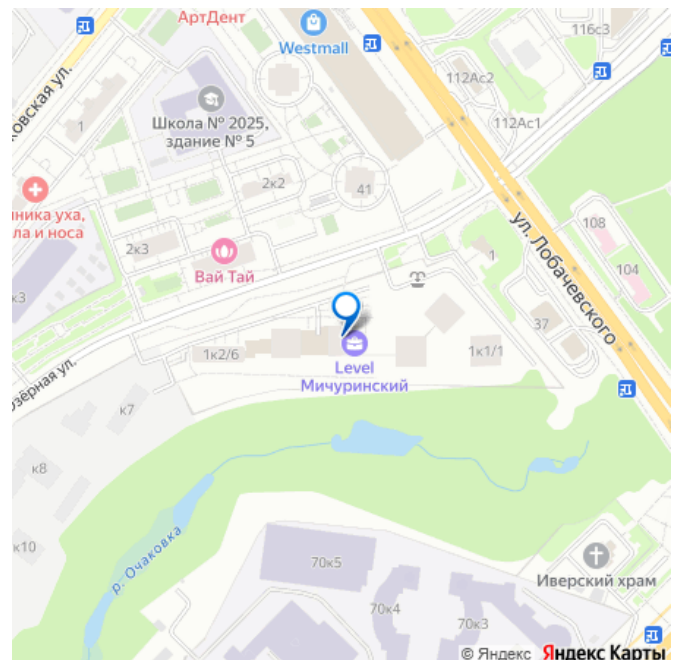 АртДент
Westmall
116с3
112Ас2
112Ас1
ковская ул.
1
Школа № 2025,
здание № 5
2к2
41
ника уха,
ла и носа
2к3
Вай Тай
к3
ул. Лобачевского
108
104
1
37
1к2/6
1к1/1
Level
Мичуринский
озёрная ул.
к7
к8
к10
р. Очаковка
70к5
70к4
70к3
Иверский храм
© Яндекс Яндекс Карты